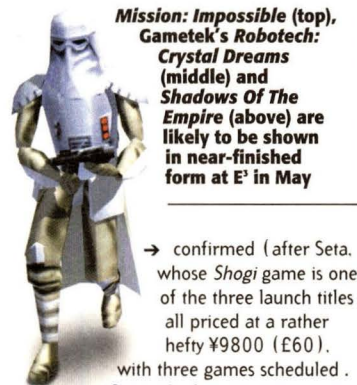 Mission: Impossible (top),
Gametek's Robotech:
Crystal Dreams
(middle) and
Shadows Of The
Empire (above) are
likely to be shown
in near-finished
form at E³ in May
→ confirmed (after Seta,
whose Shogi game is one
of the three launch titles
all priced at a rather
hefty ¥9800 (£60),
with three games scheduled .